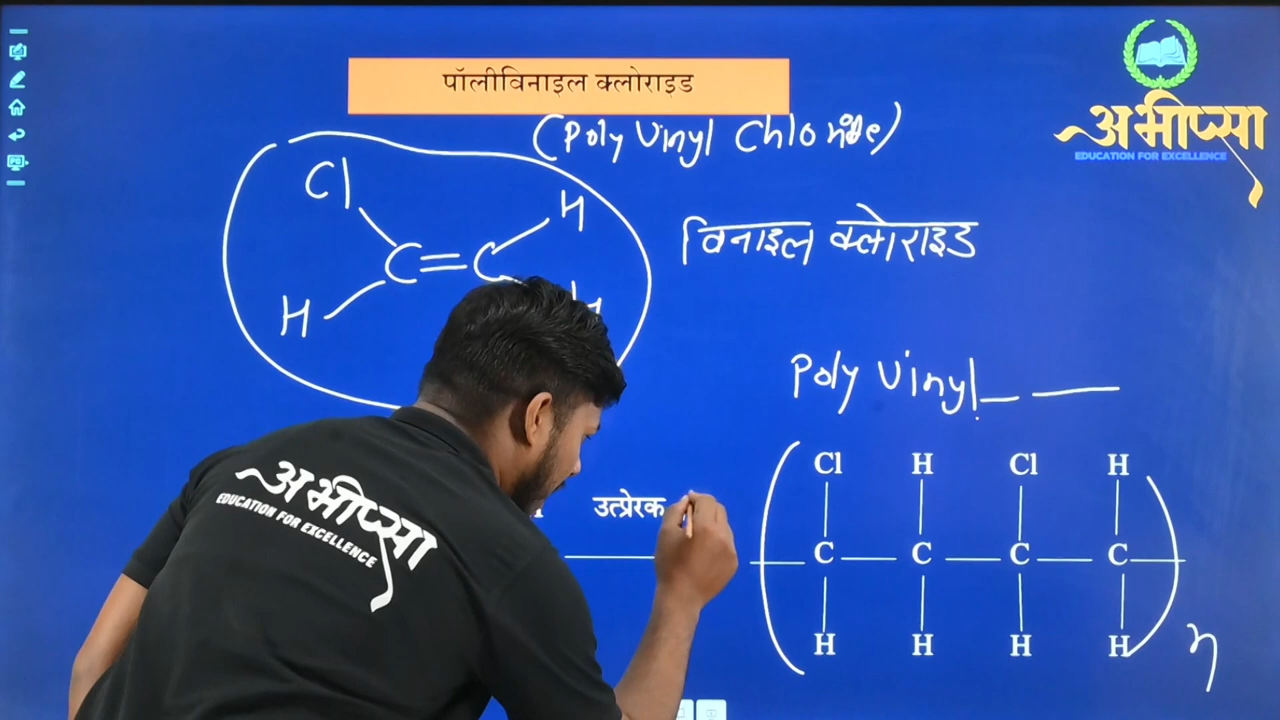 पॉलीविनाइल क्लोराइड
अभीप्सा
EDUCATION FOR EXCELLENCE
(Poly Vinyl Chloride)
Cl H
C=C
H H
विनाइल क्लोराइड
Poly Vinyl
Cl H Cl H
उत्प्रेरक
C C C C
H H H H
n
अभीप्सा
EDUCATION FOR EXCELLENCE